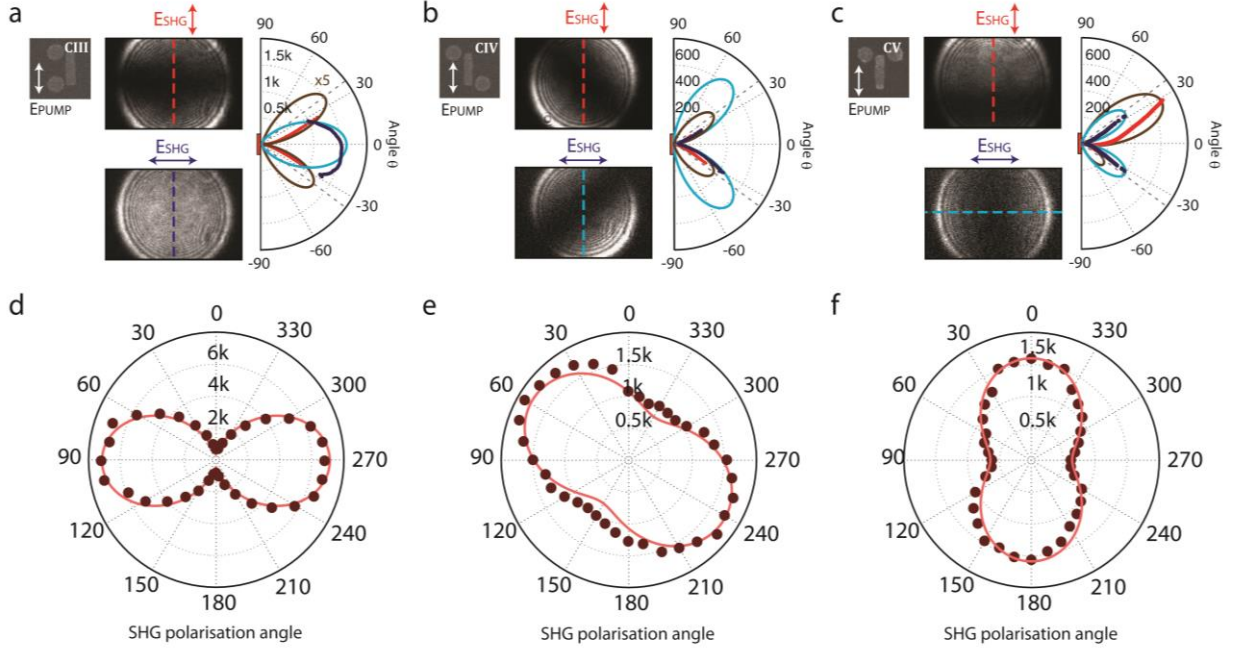 a
ESHG
CIII
EPUMP
ESHG
90
60
30
0
-30
-60
-90
1.5k
1k
0.5k
x5
Angle θ
b
ESHG
CIV
EPUMP
ESHG
90
60
30
0
-30
-60
-90
600
400
200
Angle θ
c
ESHG
CV
EPUMP
ESHG
90
60
30
0
-30
-60
-90
600
400
200
Angle θ
d
0
30
330
60
300
90
270
120
240
150
210
180
6k
4k
2k
SHG polarisation angle
e
0
30
330
60
300
90
270
120
240
150
210
180
1.5k
1k
0.5k
SHG polarisation angle
f
0
30
330
60
300
90
270
120
240
150
210
180
1.5k
1k
0.5k
SHG polarisation angle